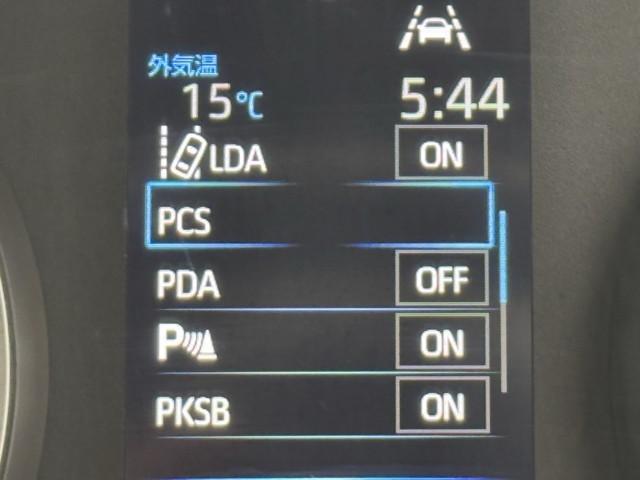 外気温
15℃ 5:44
LDA ON
PCS
PDA OFF
P ON
PKSB ON